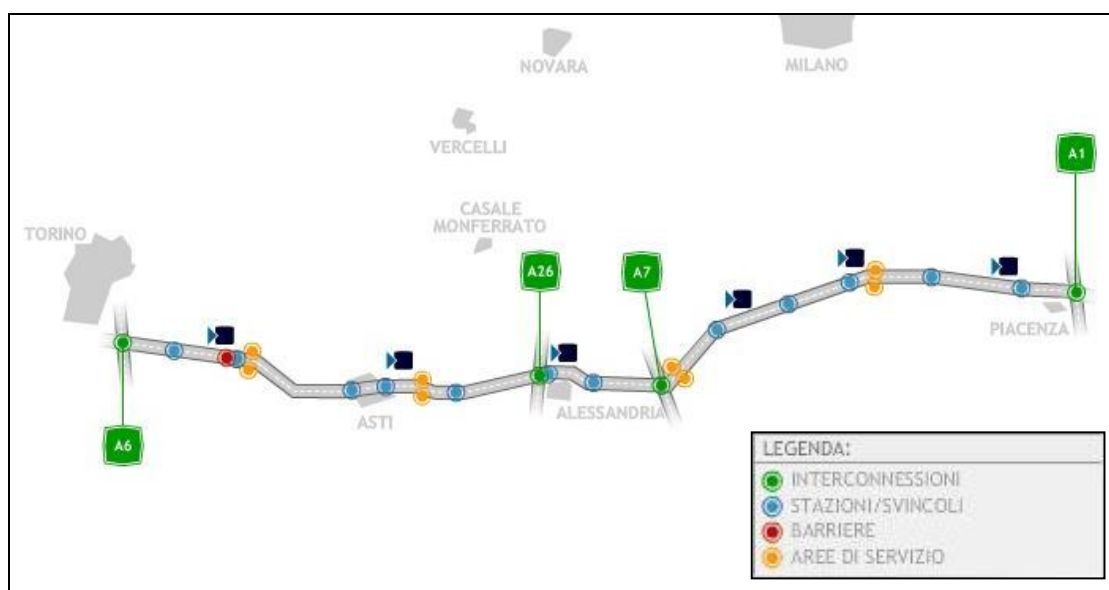 NOVARA
MILANO
VERCELLI
A1
CASALE
MONFERRATO
TORINO
A26
A7
PIACENZA
ASTI
ALESSANDRIA
A6
LEGENDA:
INTERCONNESSIONI
STAZIONI/SVINCOLI
BARRIERE
AREE DI SERVIZIO